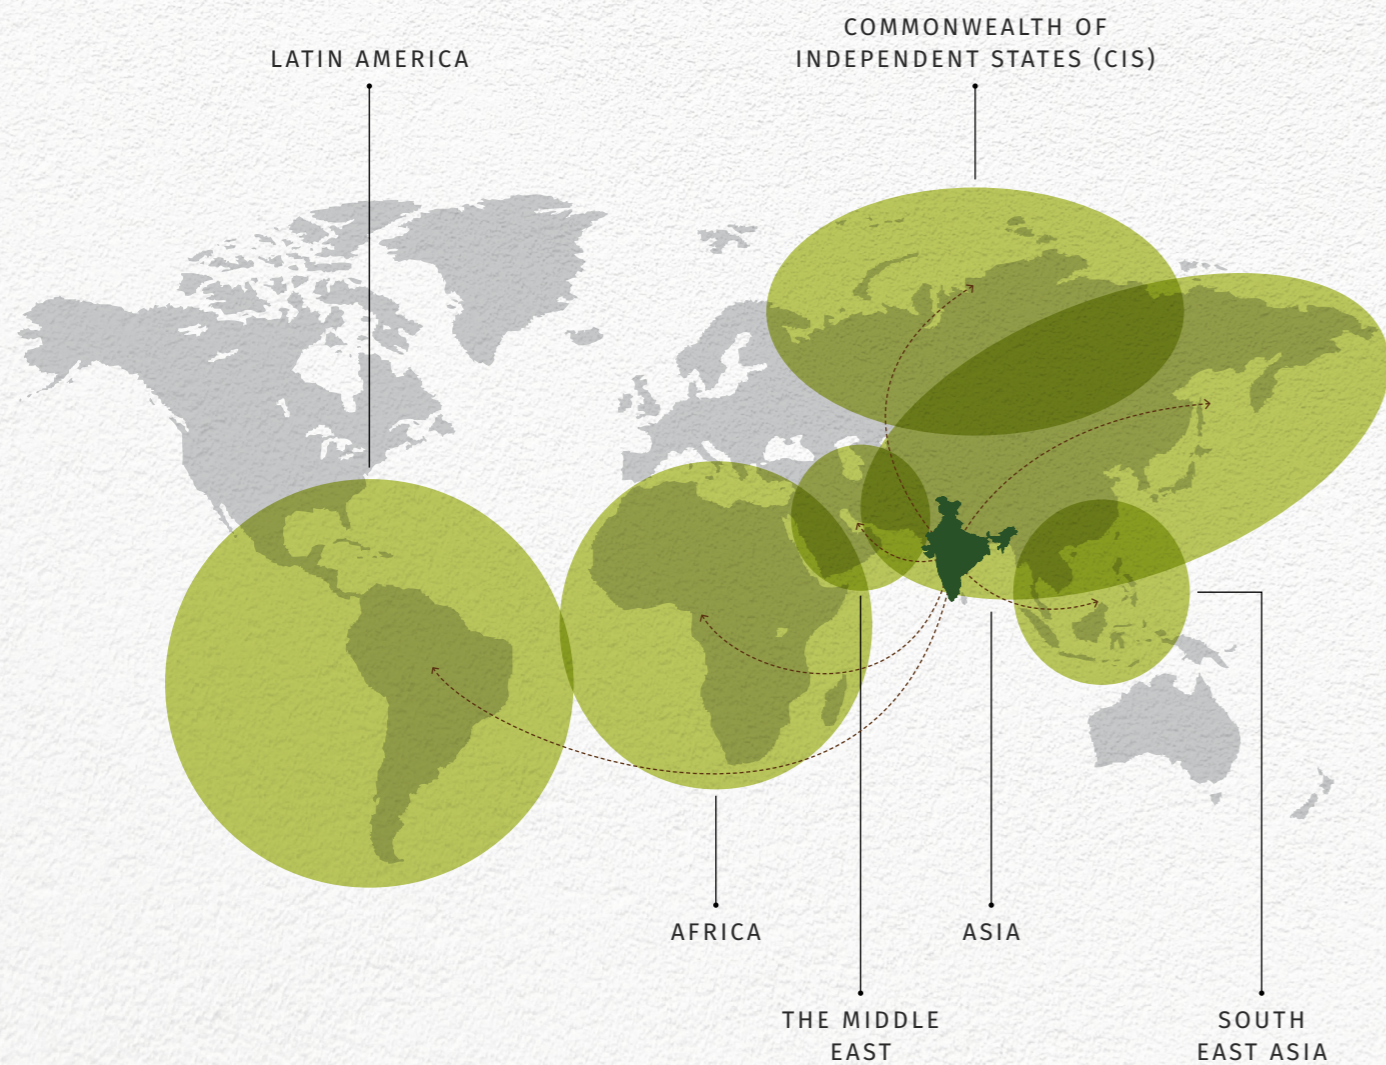 COMMONWEALTH OF
INDEPENDENT STATES (CIS)
LATIN AMERICA
AFRICA
ASIA
THE MIDDLE
EAST
SOUTH
EAST ASIA